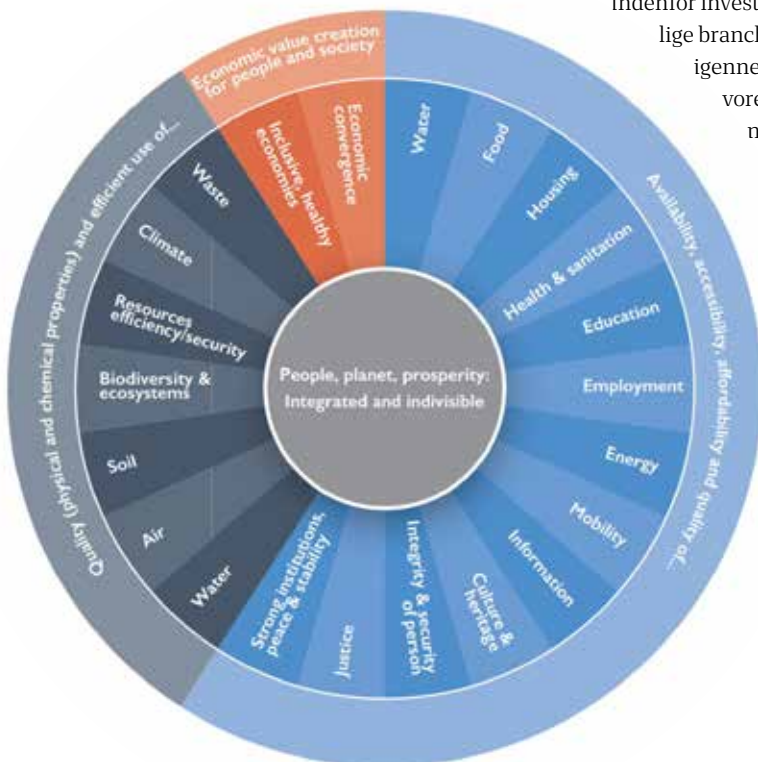 indenfor invest
lige branch
igenne
vore
Economic value creation
for people and society
Availability, accessibility, affordability and quality of...
Quality (physical and chemical properties) and efficient use of...
Water
Food
Housing
Health & sanitation
Education
Employment
Energy
Mobility
Information
Culture &
heritage
Integrity & security
of person
Justice
Strong institutions,
peace & stability
Water
Air
Soil
Biodiversity &
ecosystems
Resources
efficiency/security
Climate
Waste
Inclusive, healthy
economies
Economic
convergence
People, planet, prosperity:
Integrated and indivisible